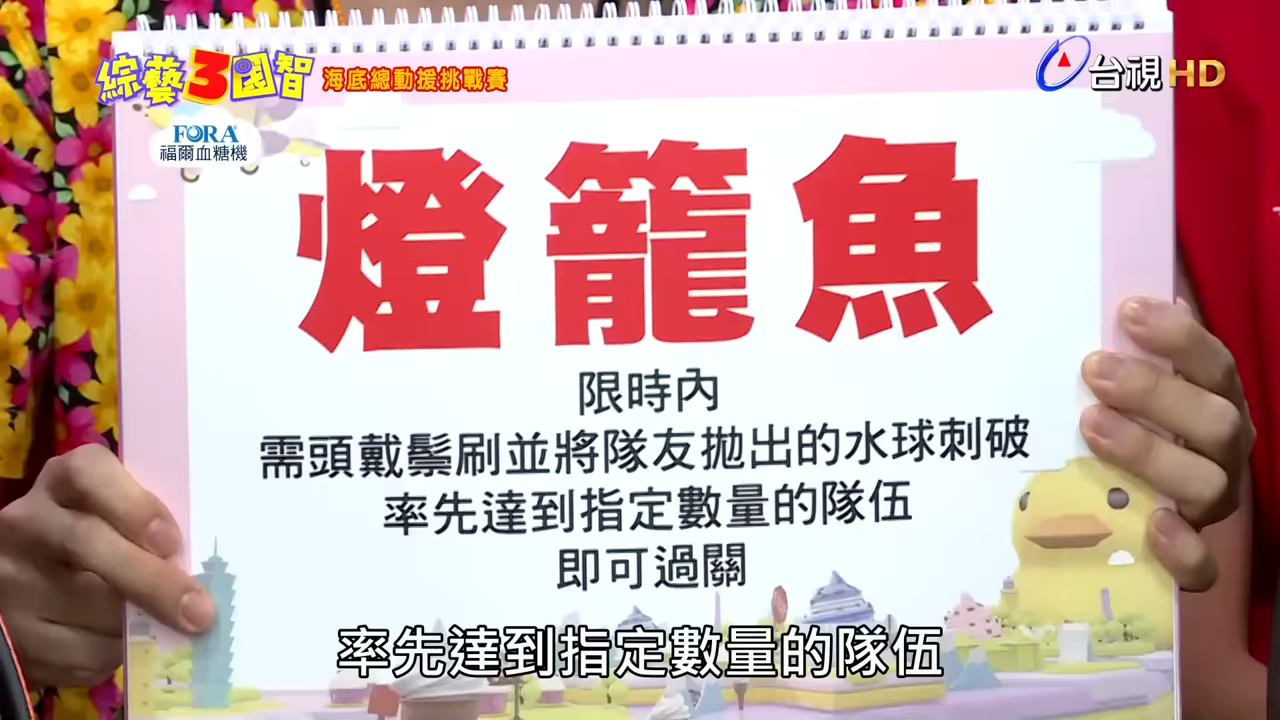 綜藝3國智
海底總動援挑戰賽
台視HD
FORA
福爾血糖機
燈籠魚
限時內
需頭戴鬃刷並將隊友拋出的水球刺破
率先達到指定數量的隊伍
即可過關
率先達到指定數量的隊伍